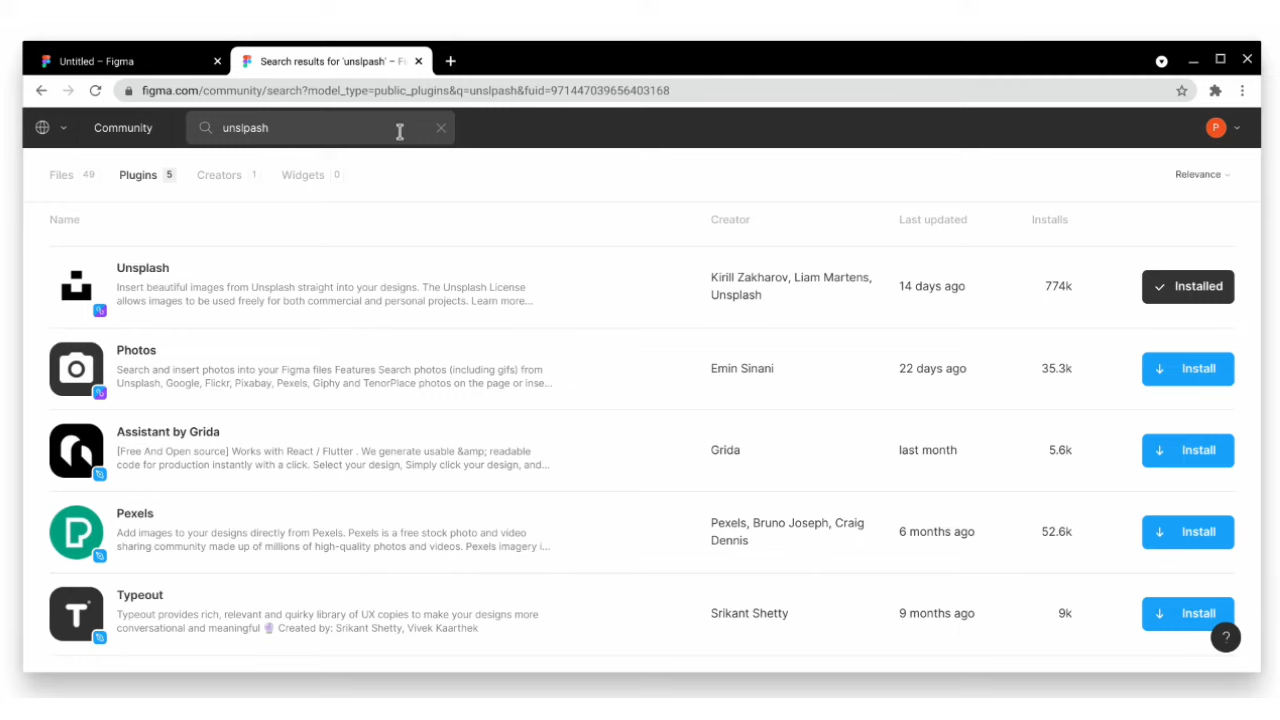 Untitled – Figma
Search results for 'unslpash' – Fi
figma.com/community/search?model_type=public_plugins&q=unslpash&fuid=971447039656403168
Community
unslpash
P
Files 49
Plugins 5
Creators 1
Widgets 0
Relevance
Name
Creator
Last updated
Installs
Unsplash
Insert beautiful images from Unsplash straight into your designs. The Unsplash License
allows images to be used freely for both commercial and personal projects. Learn more...
Kirill Zakharov, Liam Martens,
Unsplash
14 days ago
774k
Installed
Photos
Search and insert photos into your Figma files Features Search photos (including gifs) from
Unsplash, Google, Flickr, Pixabay, Pexels, Giphy and TenorPlace photos on the page or inse...
Emin Sinani
22 days ago
35.3k
Install
Assistant by Grida
[Free And Open source] Works with React / Flutter . We generate usable &amp; readable
code for production instantly with a click. Select your design, Simply click your design, and...
Grida
last month
5.6k
Install
Pexels
Add images to your designs directly from Pexels. Pexels is a free stock photo and video
sharing community made up of millions of high-quality photos and videos. Pexels imagery i...
Pexels, Bruno Joseph, Craig
Dennis
6 months ago
52.6k
Install
T
Typeout
Typeout provides rich, relevant and quirky library of UX copies to make your designs more
conversational and meaningful 🔮 Created by: Srikant Shetty, Vivek Kaarthek
Srikant Shetty
9 months ago
9k
Install
?